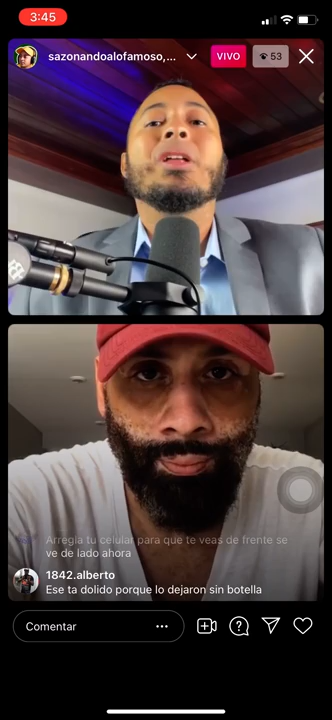 3:45
sazonandoalofamoso,...
VIVO
53
Arregla tu celular para que te veas de frente se
ve de lado ahora
1842.alberto
Ese ta dolido porque lo dejaron sin botella
Comentar